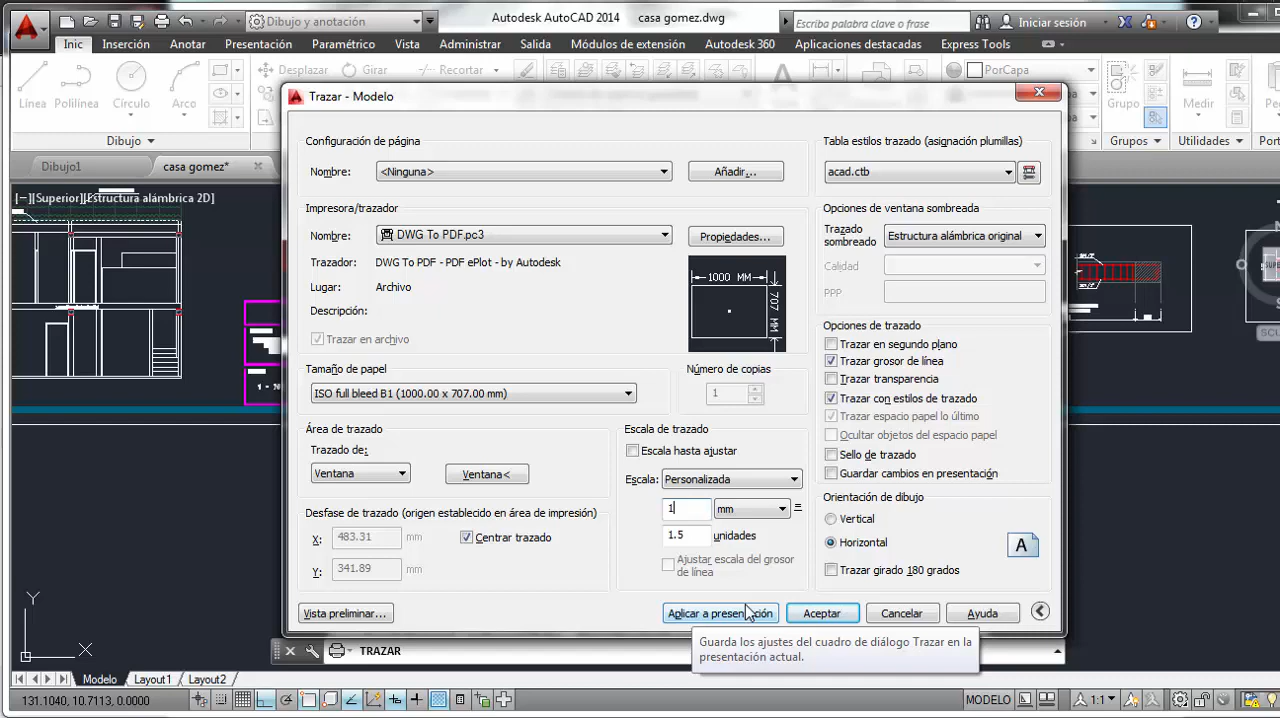 Dibujo y anotación
Autodesk AutoCAD 2014 casa gomez.dwg
Escriba palabra clave o frase
Iniciar sesión
Inic Inserción Anotar Presentación Paramétrico Vista Administrar Salida Módulos de extensión Autodesk 360 Aplicaciones destacadas Express Tools
Desplazar Girar Recortar
PorCapa
Línea Polilínea Círculo Arco
Grupo Medir
Dibujo
Grupos Utilidades
Dibujo1 casa gomez*
[−][Superior][Estructura alámbrica 2D]
Trazar - Modelo
Configuración de página
Nombre: <Ninguna> Añadir...
Impresora/trazador
Nombre: DWG To PDF.pc3 Propiedades...
Trazador: DWG To PDF - PDF ePlot - by Autodesk
Lugar: Archivo
Descripción:
Trazar en archivo
1000 MM
707 MM
Tamaño de papel
ISO full bleed B1 (1000.00 x 707.00 mm)
Número de copias
1
Área de trazado
Trazado de:
Ventana Ventana<
Desfase de trazado (origen establecido en área de impresión)
X: 483.31 mm Centrar trazado
Y: 341.89 mm
Escala de trazado
Escala hasta ajustar
Escala: Personalizada
1 mm =
1.5 unidades
Ajustar escala del grosor
de línea
Tabla estilos trazado (asignación plumillas)
acad.ctb
Opciones de ventana sombreada
Trazado
sombreado
Estructura alámbrica original
Calidad
PPP
Opciones de trazado
Trazar en segundo plano
Trazar grosor de línea
Trazar transparencia
Trazar con estilos de trazado
Trazar espacio papel lo último
Ocultar objetos del espacio papel
Sello de trazado
Guardar cambios en presentación
Orientación de dibujo
Vertical
Horizontal
A
Trazar girado 180 grados
Vista preliminar... Aplicar a presentación Aceptar Cancelar Ayuda
Guarda los ajustes del cuadro de diálogo Trazar en la
presentación actual.
TRAZAR
Y
X
Modelo Layout1 Layout2
131.1040, 10.7113, 0.0000
MODELO 1:1